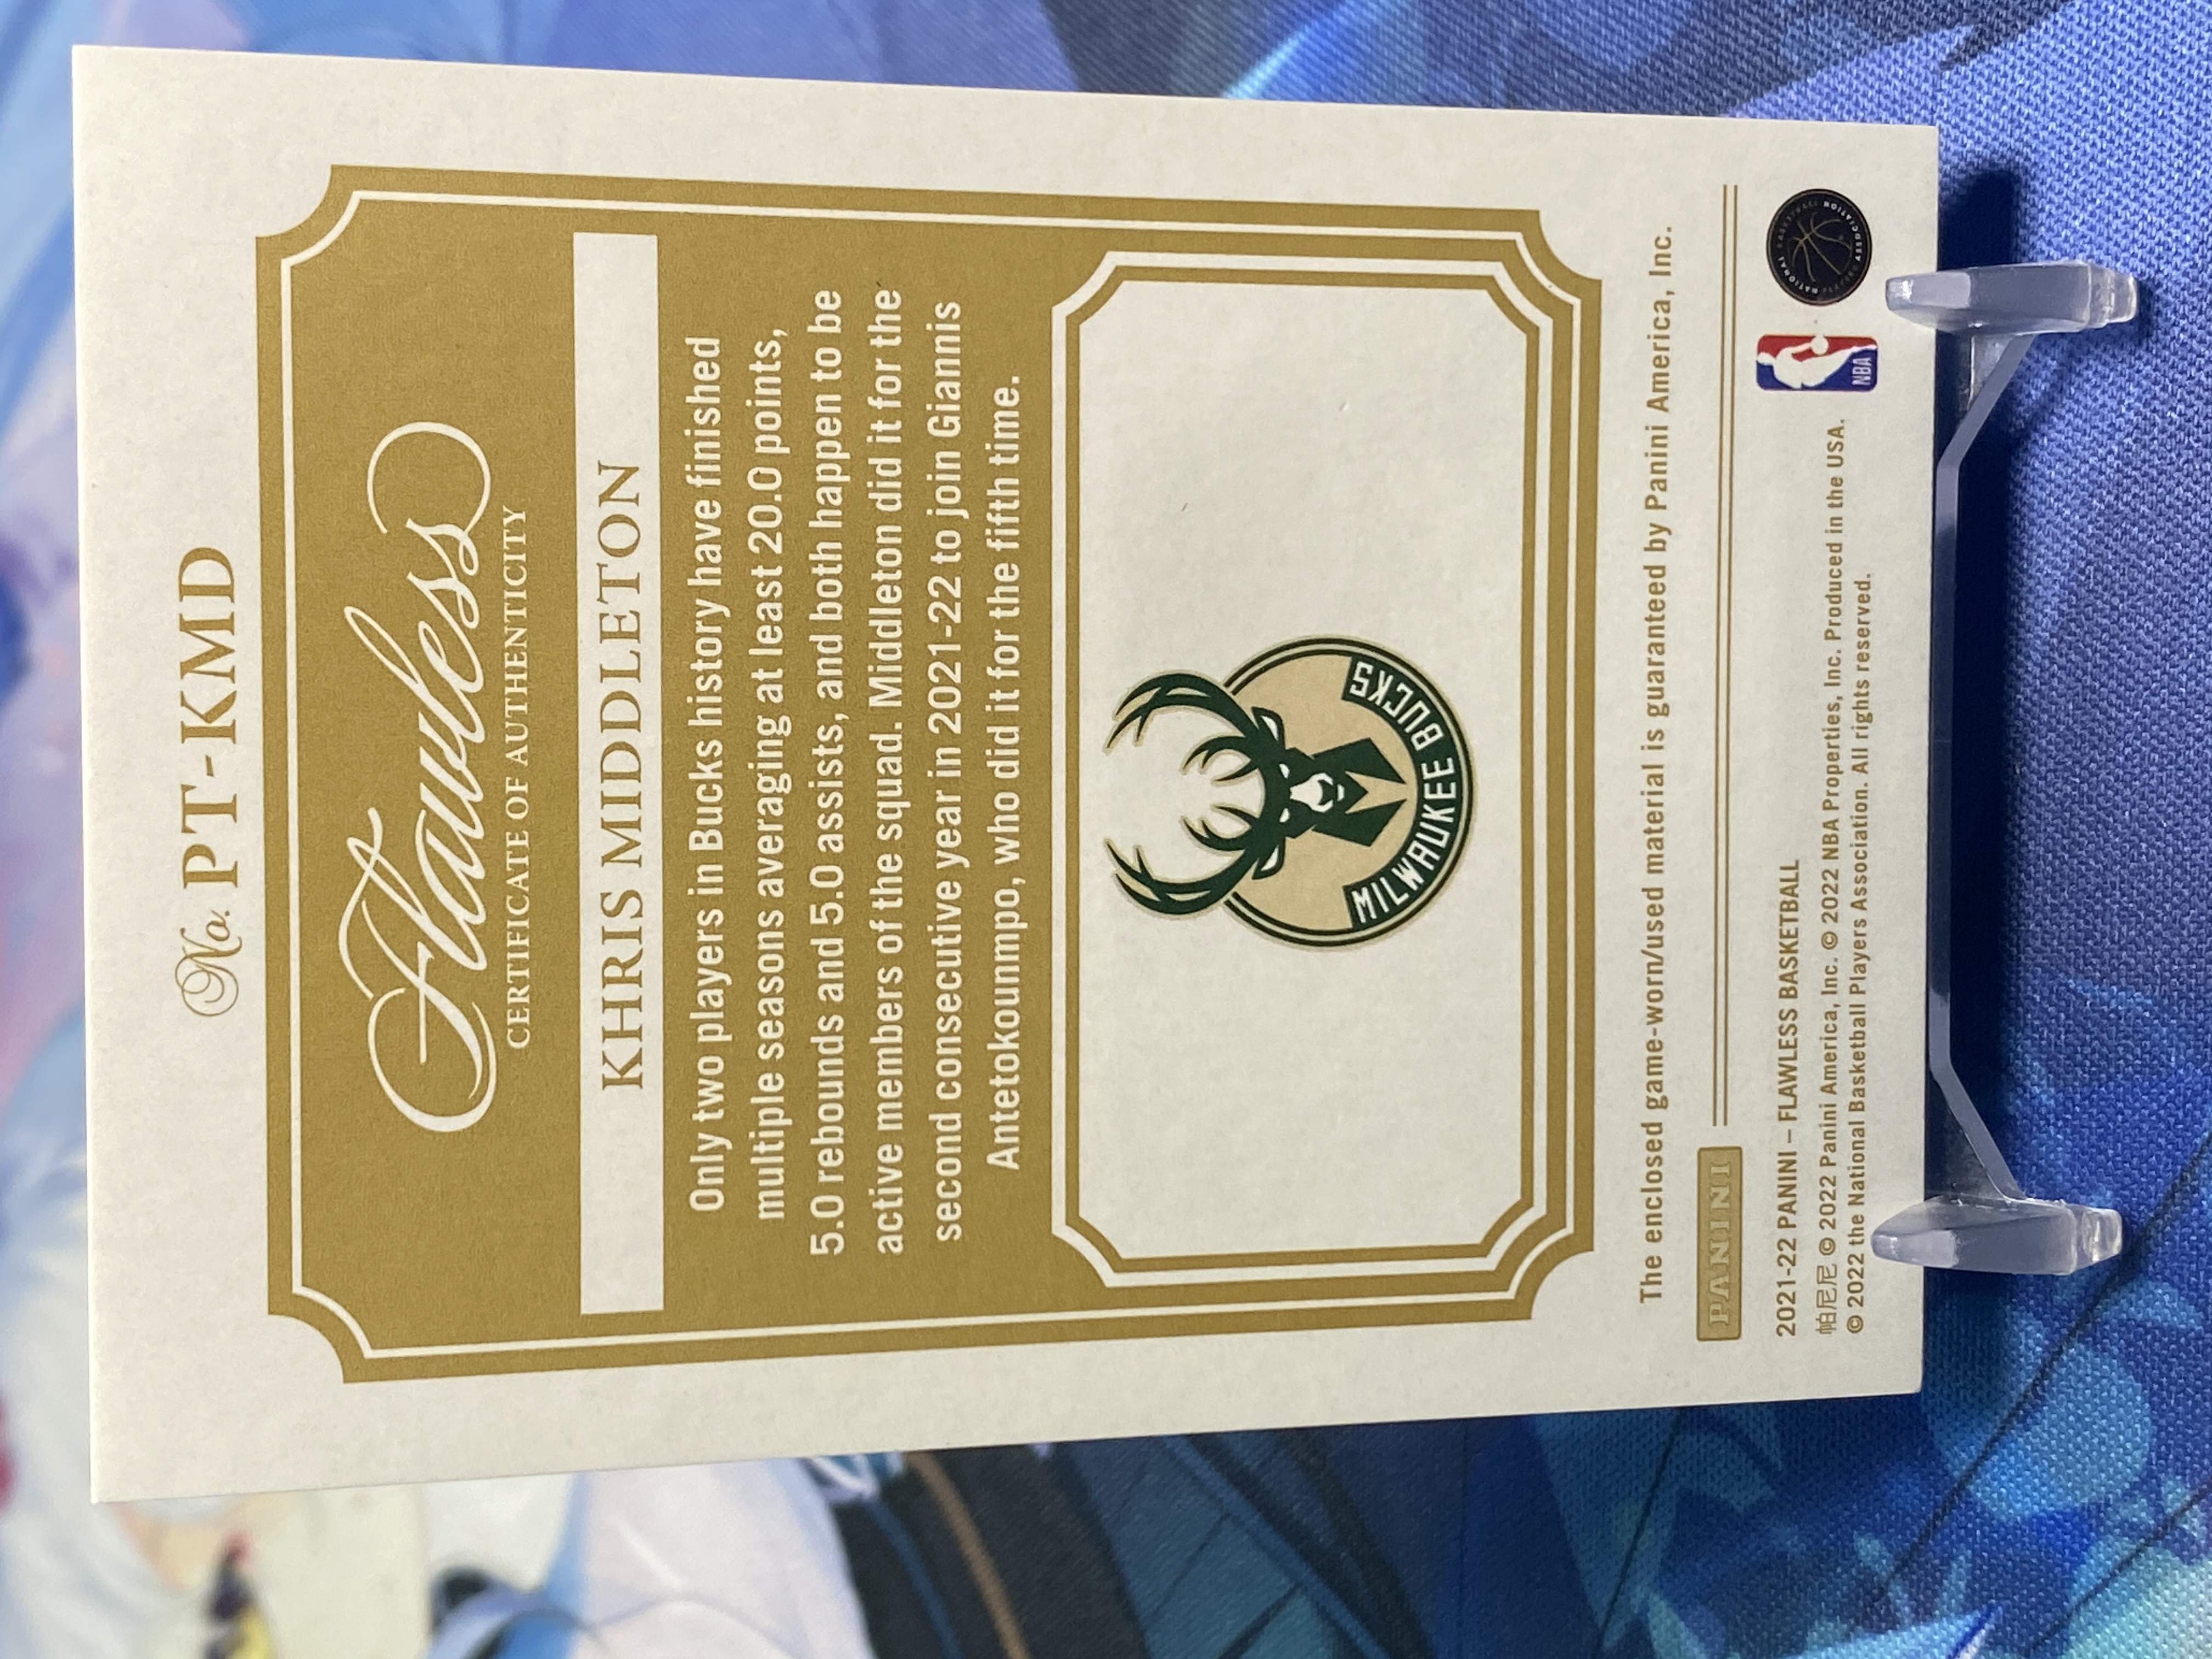 No. PT-KMD
Flawless
CERTIFICATE OF AUTHENTICITY
KHRIS MIDDLETON
Only two players in Bucks history have finished
multiple seasons averaging at least 20.0 points,
5.0 rebounds and 5.0 assists, and both happen to be
active members of the squad. Middleton did it for the
second consecutive year in 2021-22 to join Giannis
Antetokounmpo, who did it for the fifth time.
MILWAUKEE BUCKS
The enclosed game-worn/used material is guaranteed by Panini America, Inc.
PANINI
2021-22 PANINI – FLAWLESS BASKETBALL
帕尼尼 © 2022 Panini America, Inc. © 2022 NBA Properties, Inc. Produced in the USA.
© 2022 the National Basketball Players Association. All rights reserved.
NBA
NATIONAL BASKETBALL PLAYERS ASSOCIATION